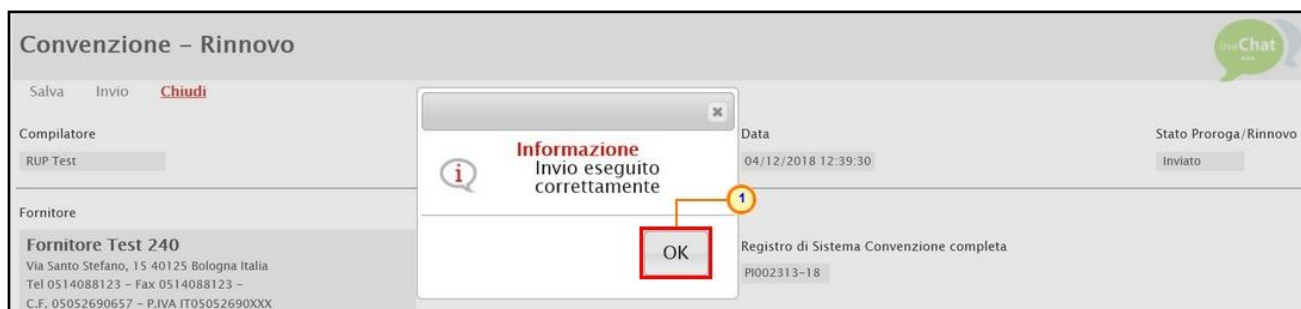 Convenzione – Rinnovo
liveChat
Salva Invio Chiudi
Compilatore
RUP Test
Informazione
Invio eseguito
correttamente
1
OK
Data
04/12/2018 12:39:30
Stato Proroga/Rinnovo
Inviato
Fornitore
Fornitore Test 240
Via Santo Stefano, 15 40125 Bologna Italia
Tel 0514088123 – Fax 0514088123 –
C.F. 05052690657 – P.IVA IT05052690XXX
Registro di Sistema Convenzione completa
PI002313-18